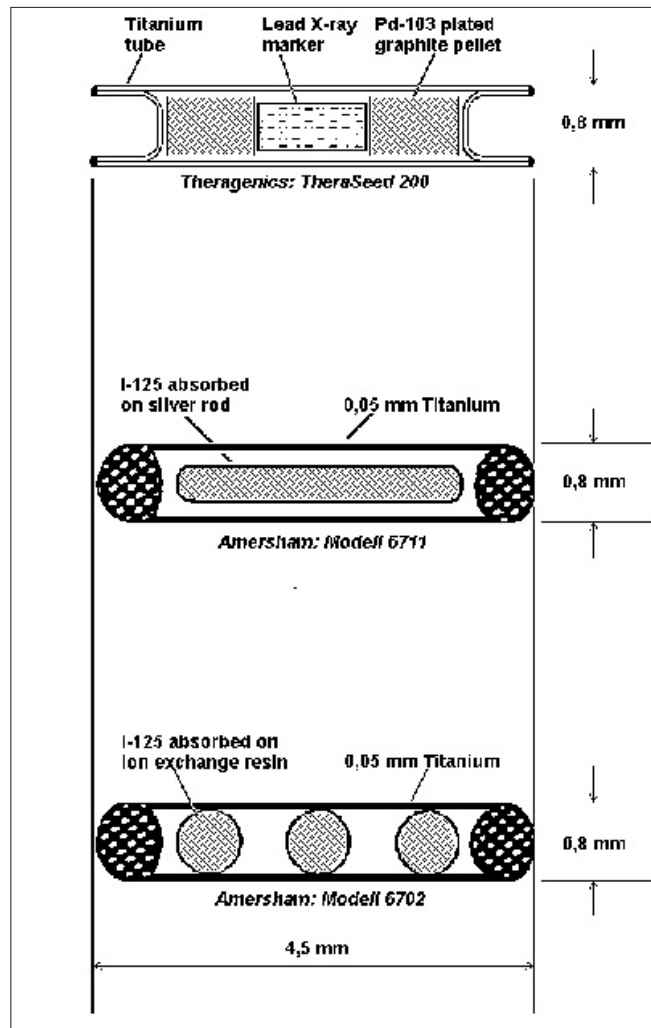 Titanium
tube
Lead X-ray
marker
Pd-103 plated
graphite pellet
0,8 mm
Theragenics: TheraSeed 200
I-125 absorbed
on silver rod
0,05 mm Titanium
0,8 mm
Amersham: Modell 6711
I-125 absorbed on
Ion exchange resin
0,05 mm Titanium
0,8 mm
Amersham: Modell 6702
4,5 mm